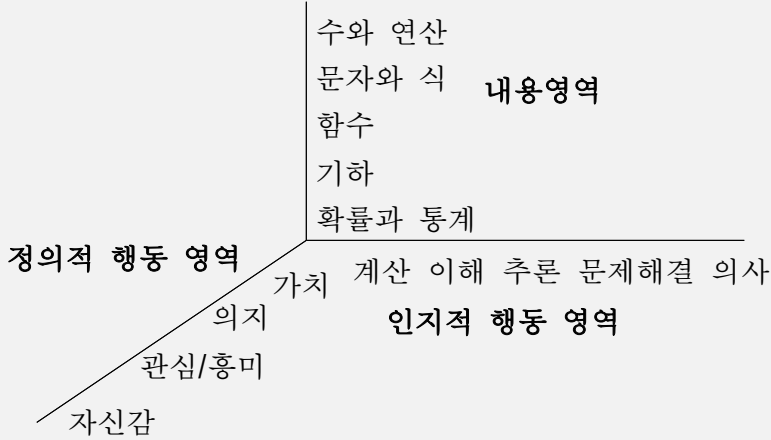 수와 연산
문자와 식
내용영역
함수
기하
확률과 통계
정의적 행동 영역
가치
계산 이해 추론 문제해결 의사
의지
인지적 행동 영역
관심/흥미
자신감